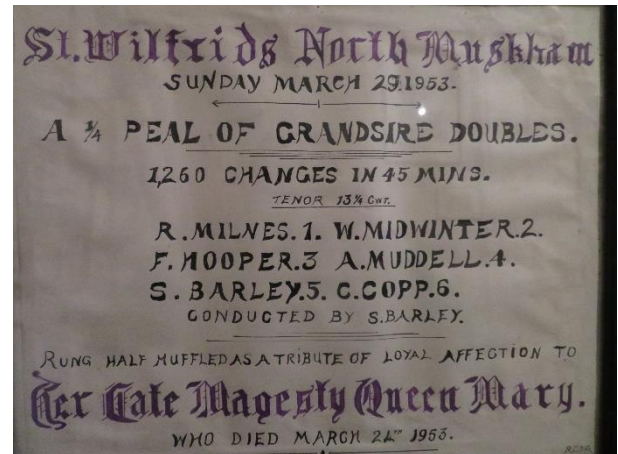 St. Wilfrids North Muskham
SUNDAY MARCH 29.1953.
A ¼ PEAL OF GRANDSIRE DOUBLES.
1,260 CHANGES IN 45 MINS.
TENOR 13¼ Cwt.
R. MILNES. 1. W. MIDWINTER. 2.
F. HOOPER. 3 A. MUDDELL. 4.
S. BARLEY. 5. C. COPP. 6.
CONDUCTED BY S. BARLEY.
RUNG HALF MUFFLED AS A TRIBUTE OF LOYAL AFFECTION TO
Her Late Magesty Queen Mary.
WHO DIED MARCH 24TH 1953.